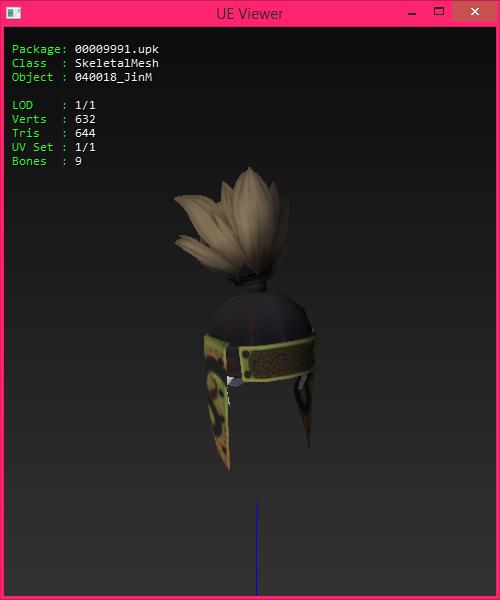 UE Viewer
Package: 00009991.upk
Class : SkeletalMesh
Object : 040018_JinM
LOD : 1/1
Verts : 632
Tris : 644
UV Set : 1/1
Bones : 9